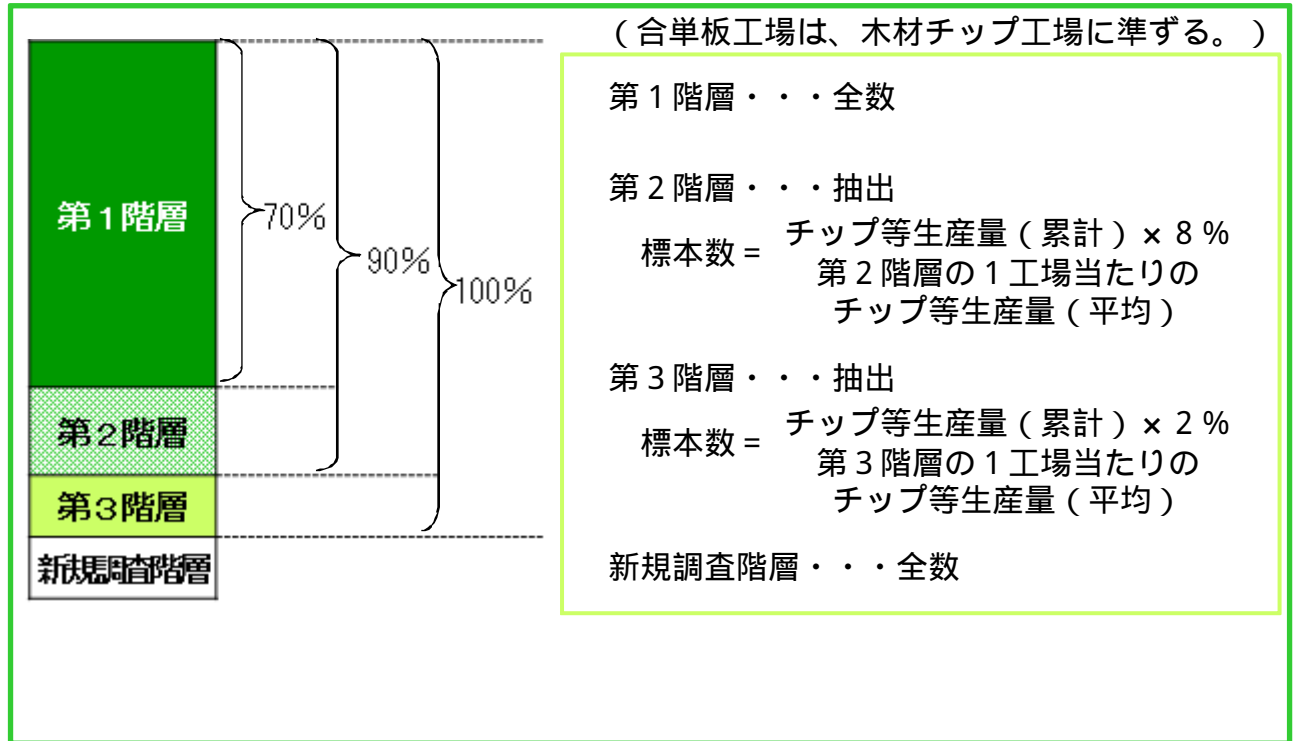 (合単板工場は、木材チップ工場に準ずる。)
第1階層
第2階層
第3階層
新規調査階層
70%
90%
100%
第1階層・・・全数
第2階層・・・抽出
標本数=
チップ等生産量(累計)×8%
第2階層の1工場当たりの
チップ等生産量(平均)
第3階層・・・抽出
標本数=
チップ等生産量(累計)×2%
第3階層の1工場当たりの
チップ等生産量(平均)
新規調査階層・・・全数